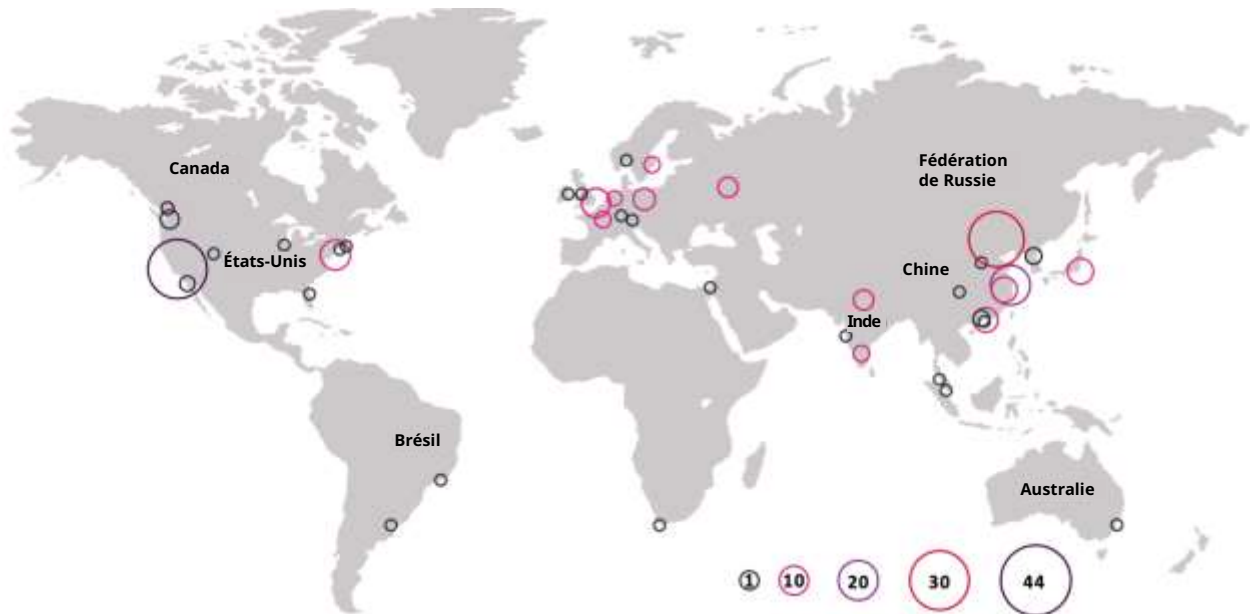 Canada
Fédération
de Russie
États-Unis
Chine
Inde
Brésil
Australie
1 10 20 30 44